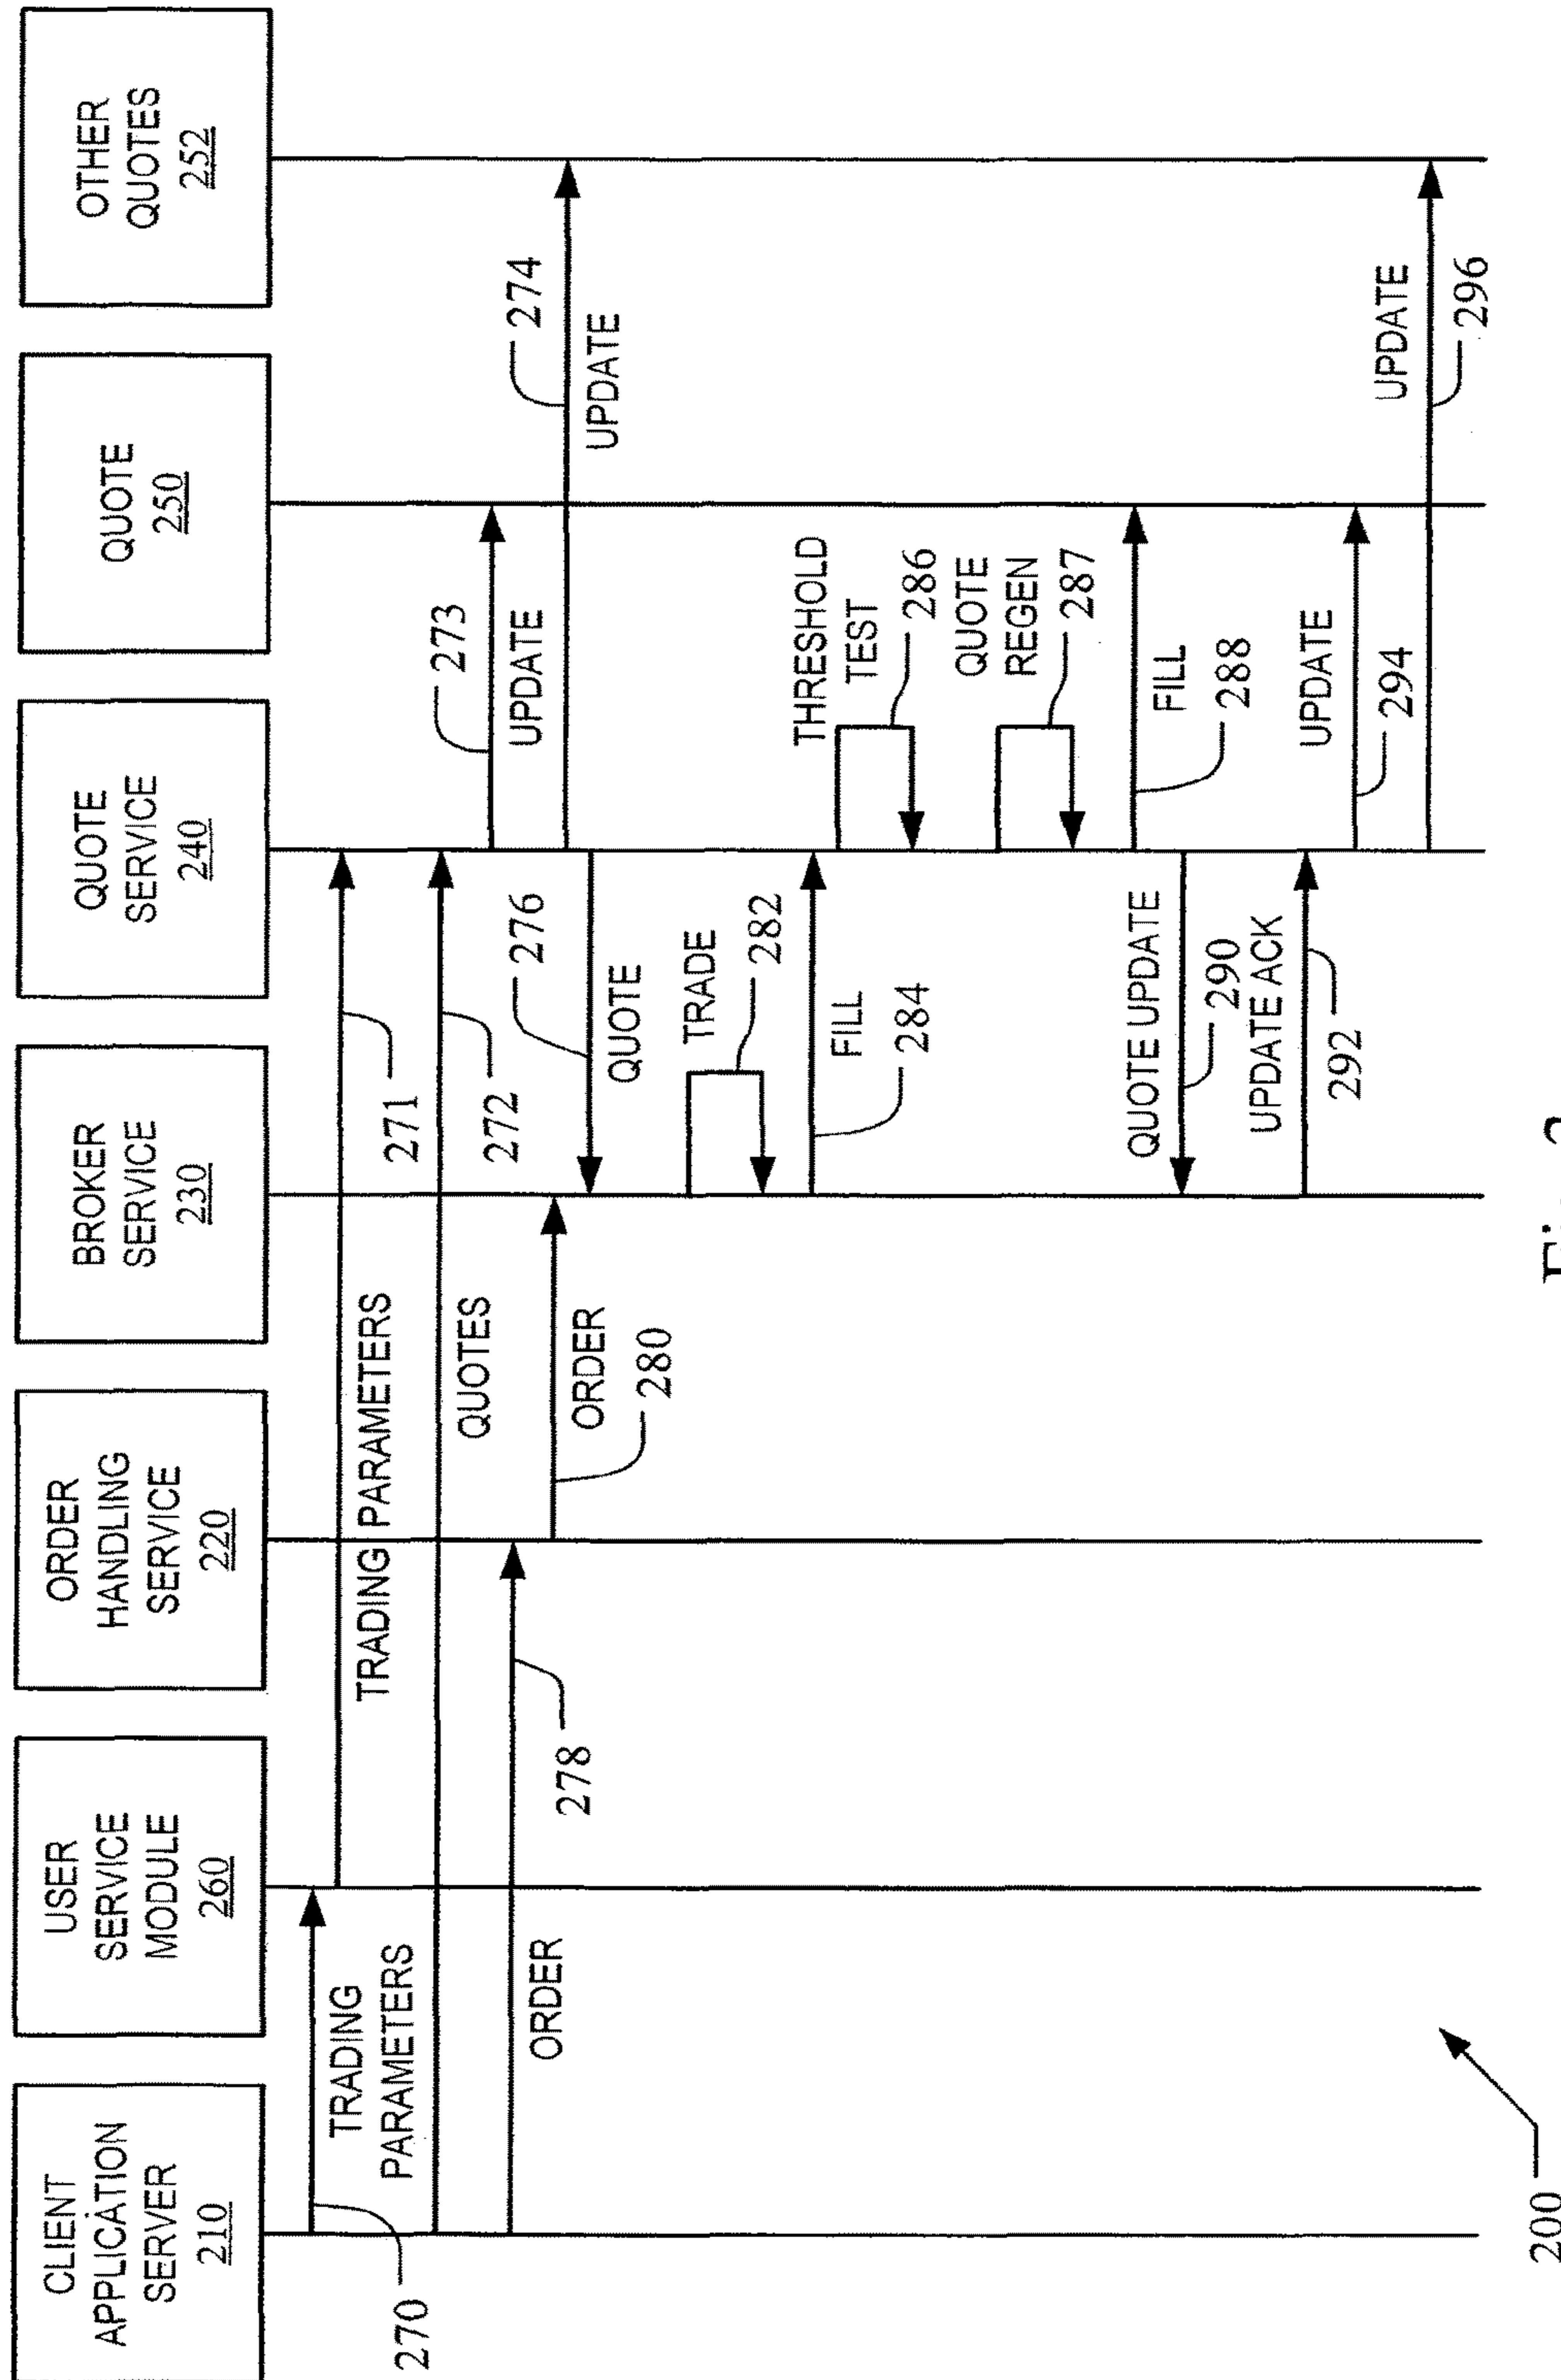 CLIENT
APPLICATION
SERVER
210
USER
SERVICE
MODULE
260
ORDER
HANDLING
SERVICE
220
BROKER
SERVICE
230
QUOTE
SERVICE
240
QUOTE
250
OTHER
QUOTES
252
270
TRADING
PARAMETERS
TRADING PARAMETERS
271
QUOTES
272
273
UPDATE
274
UPDATE
276
QUOTE
ORDER
278
ORDER
280
TRADE
282
FILL
284
THRESHOLD
TEST
286
QUOTE
REGEN
287
FILL
288
QUOTE UPDATE
290
UPDATE ACK
292
UPDATE
294
UPDATE
296
200